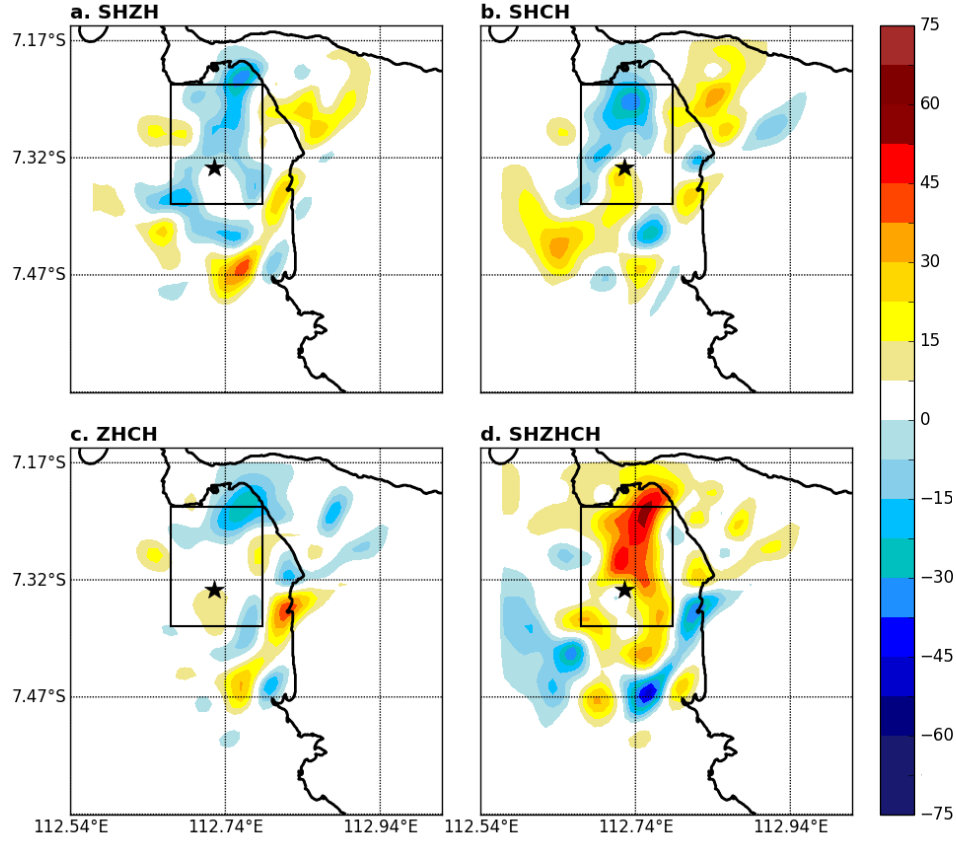 a. SHZH
b. SHCH
75
7.17°S
60
7.32°S
45
7.47°S
30
15
c. ZHCH
d. SHZHCH
0
7.17°S
−15
7.32°S
−30
7.47°S
−45
−60
−75
112.54°E
112.74°E
112.94°E
112.54°E
112.74°E
112.94°E